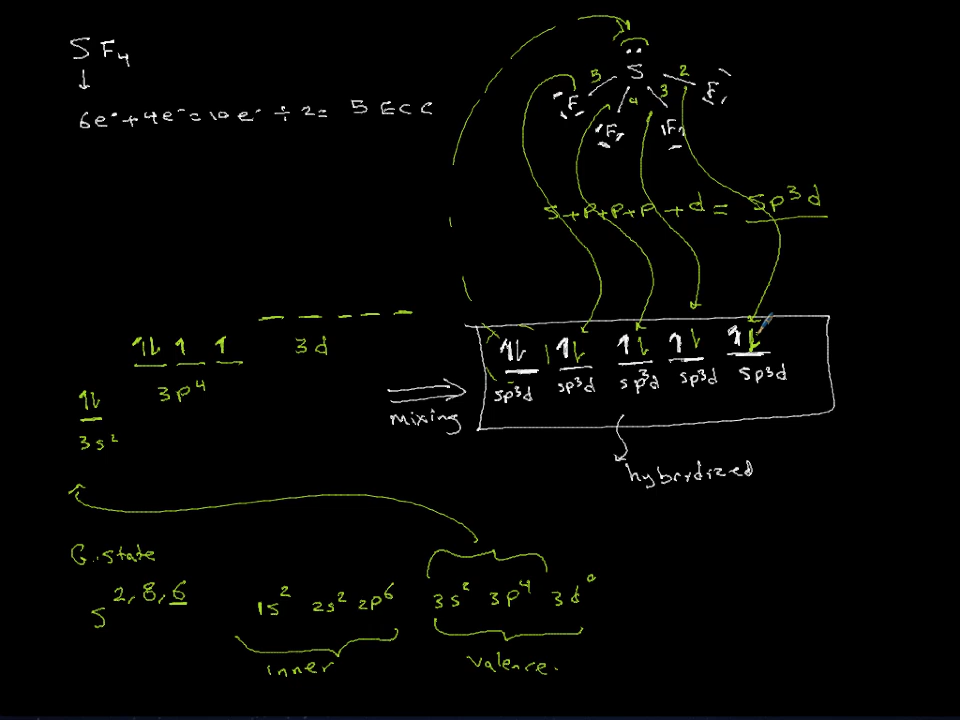 SF₄
↓
6e⁻+4e⁻=10e⁻ ÷ 2= 5 ECC
S
F F F F
5 4 3 2
S+P+P+P+d= Sp³d
3d
3p⁴
3s²
mixing
sp³d sp³d sp³d sp³d sp³d
hyberdized
G.state
S 2,8,6
1s² 2s² 2p⁶ 3s² 3p⁴ 3d⁰
inner valence.